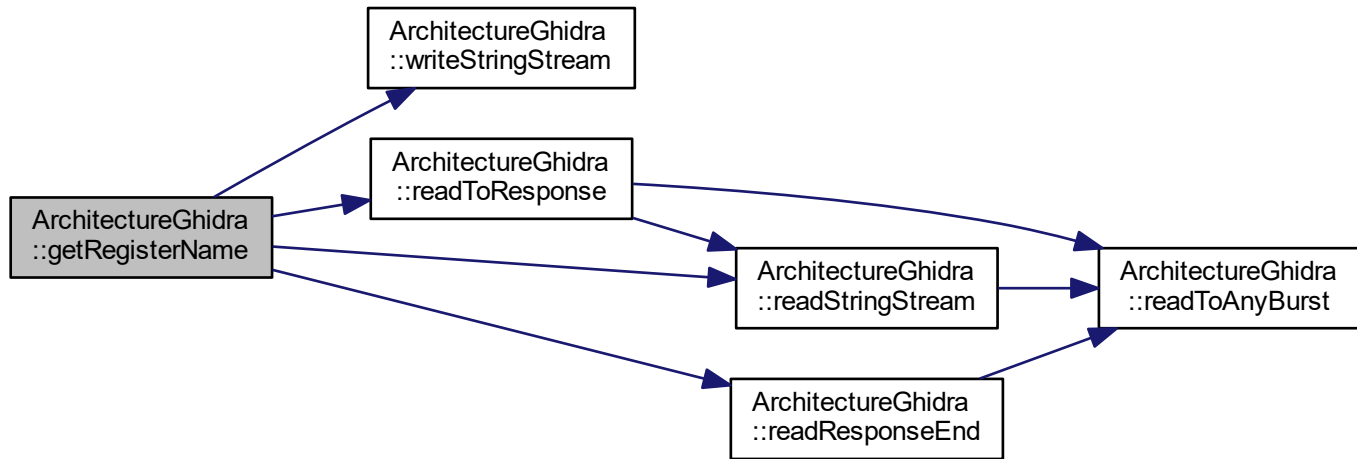 ArchitectureGhidra
::writeStringStream
ArchitectureGhidra
::readToResponse
ArchitectureGhidra
::getRegisterName
ArchitectureGhidra
::readStringStream
ArchitectureGhidra
::readToAnyBurst
ArchitectureGhidra
::readResponseEnd